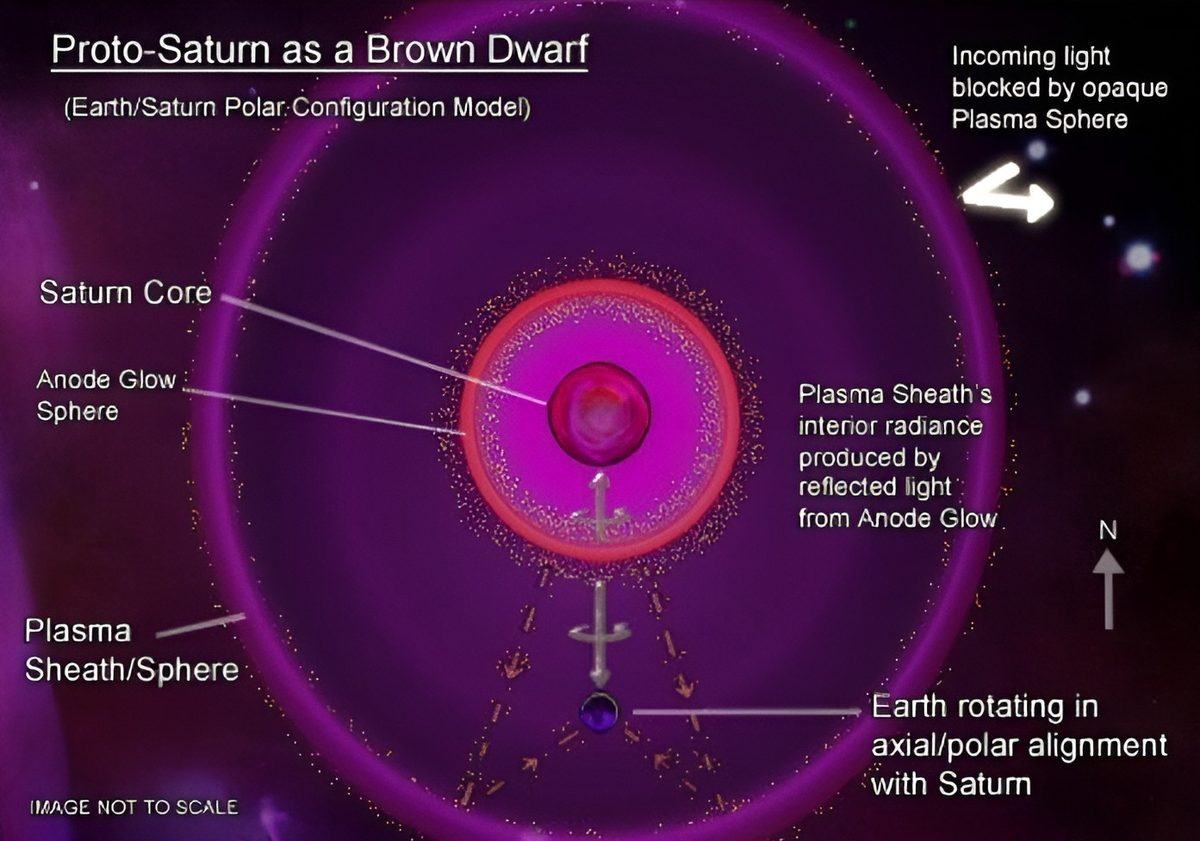 Proto-Saturn as a Brown Dwarf
(Earth/Saturn Polar Configuration Model)
Incoming light
blocked by opaque
Plasma Sphere
Saturn Core
Anode Glow
Sphere
Plasma Sheath's
interior radiance
produced by
reflected light
from Anode Glow
N
Plasma
Sheath/Sphere
Earth rotating in
axial/polar alignment
with Saturn
IMAGE NOT TO SCALE